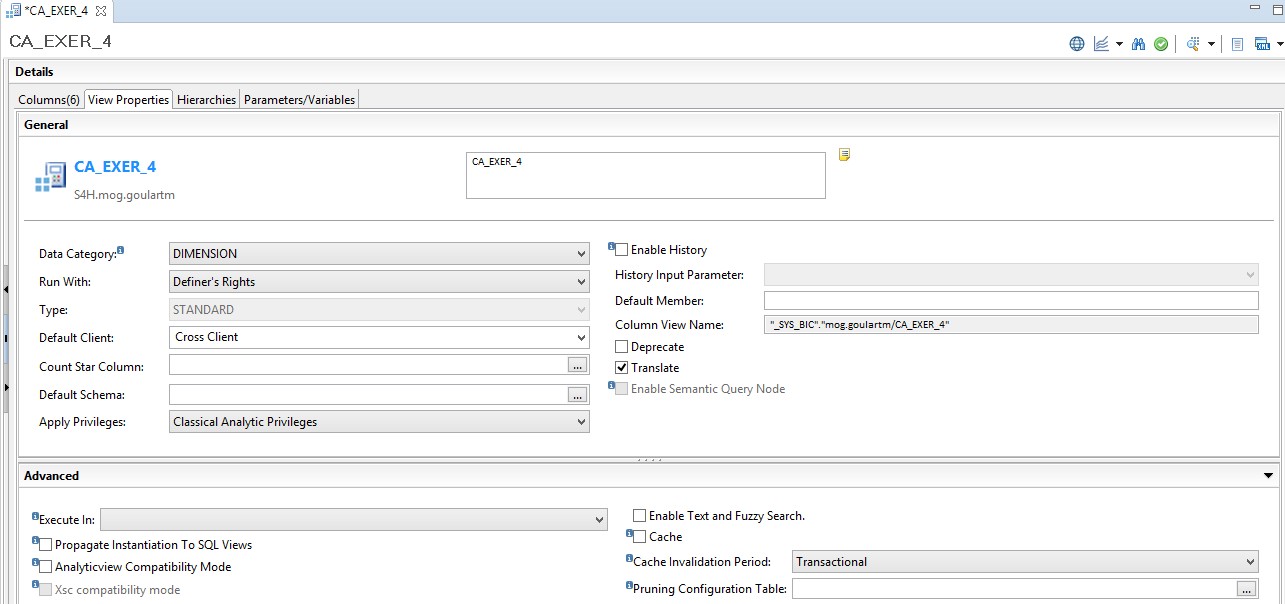 *CA_EXER_4
CA_EXER_4
Details
Columns(6) View Properties Hierarchies Parameters/Variables
General
CA_EXER_4
S4H.mog.goulartm
CA_EXER_4
Data Category: DIMENSION
Run With: Definer's Rights
Type: STANDARD
Default Client: Cross Client
Count Star Column: ...
Default Schema: ...
Apply Privileges: Classical Analytic Privileges
Enable History
History Input Parameter:
Default Member:
Column View Name: "_SYS_BIC"."mog.goulartm/CA_EXER_4"
Deprecate
Translate
Enable Semantic Query Node
Advanced
Execute In:
Propagate Instantiation To SQL Views
Analyticview Compatibility Mode
Xsc compatibility mode
Enable Text and Fuzzy Search.
Cache
Cache Invalidation Period: Transactional
Pruning Configuration Table: ...